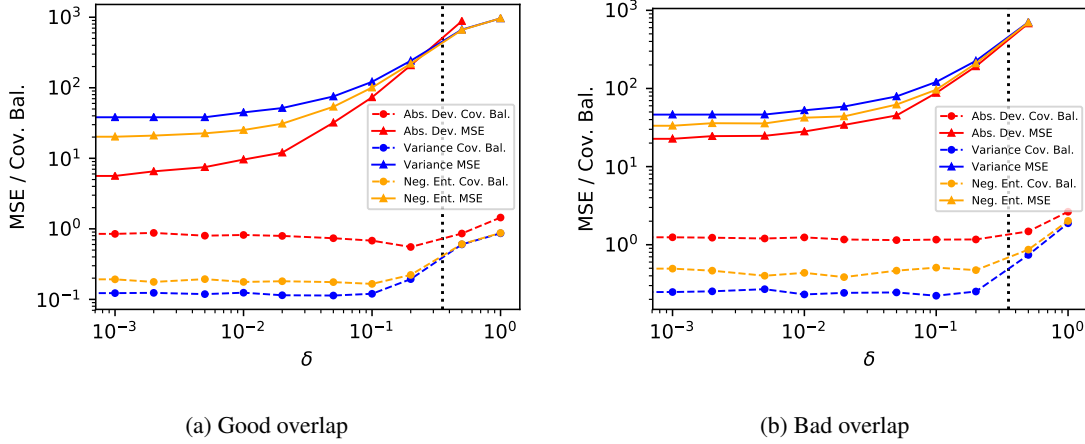 MSE / Cov. Bal.
10³
10²
10¹
10⁰
10⁻¹
Abs. Dev. Cov. Bal.
Abs. Dev. MSE
Variance Cov. Bal.
Variance MSE
Neg. Ent. Cov. Bal.
Neg. Ent. MSE
10⁻³ 10⁻² 10⁻¹ 10⁰
δ
(a) Good overlap
MSE / Cov. Bal.
10³
10²
10¹
10⁰
Abs. Dev. Cov. Bal.
Abs. Dev. MSE
Variance Cov. Bal.
Variance MSE
Neg. Ent. Cov. Bal.
Neg. Ent. MSE
10⁻³ 10⁻² 10⁻¹ 10⁰
δ
(b) Bad overlap